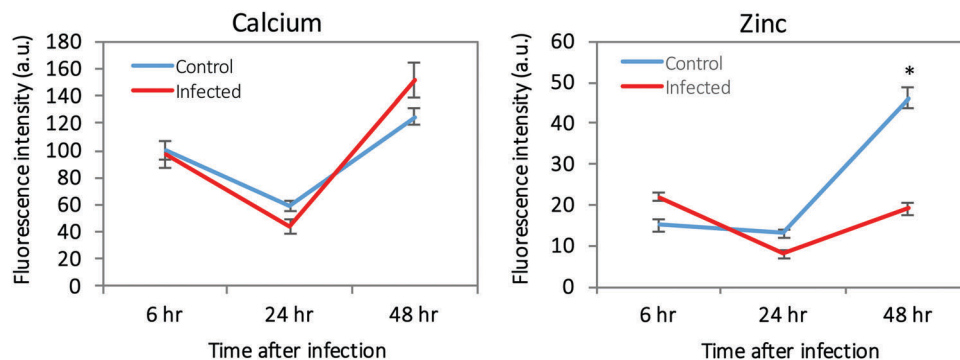 Calcium
Fluorescence intensity (a.u.)
180
160
140
120
100
80
60
40
20
0
Control
Infected
6 hr 24 hr 48 hr
Time after infection
Zinc
Fluorescence intensity (a.u.)
60
50
40
30
20
10
0
Control
Infected
*
6 hr 24 hr 48 hr
Time after infection